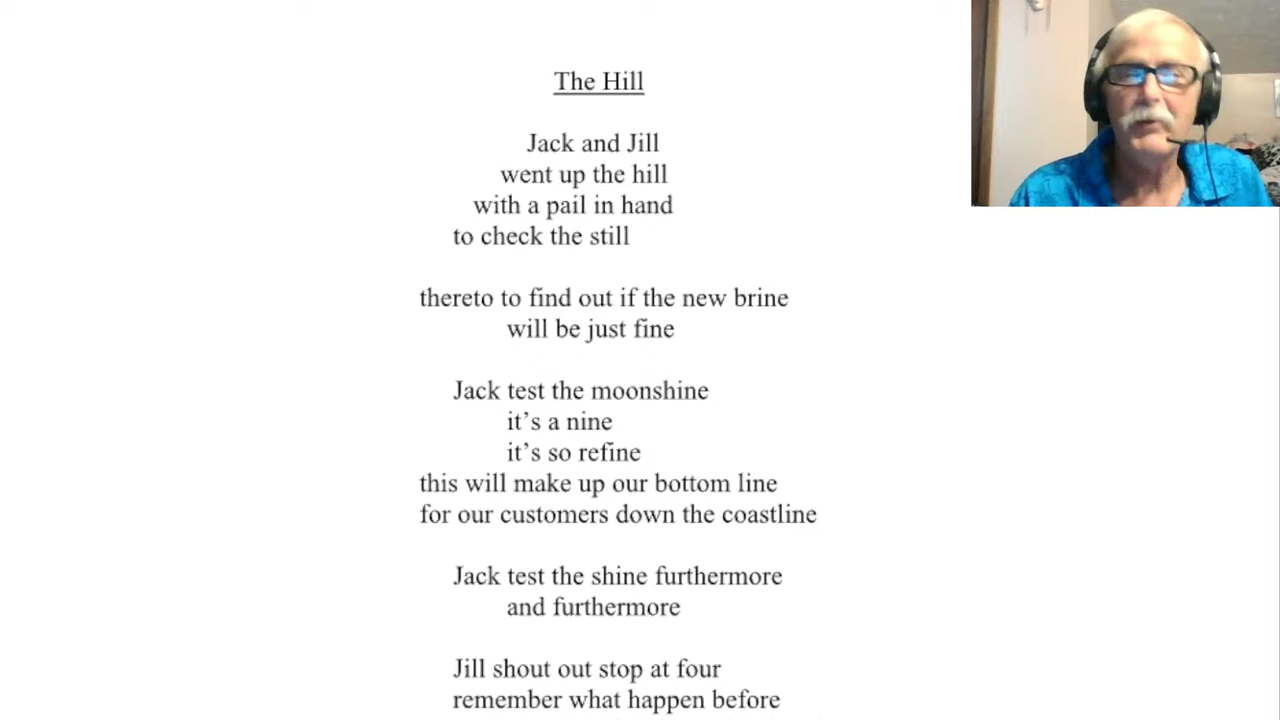 The Hill
Jack and Jill
went up the hill
with a pail in hand
to check the still
thereto to find out if the new brine
will be just fine
Jack test the moonshine
it's a nine
it's so refine
this will make up our bottom line
for our customers down the coastline
Jack test the shine furthermore
and furthermore
Jill shout out stop at four
remember what happen before